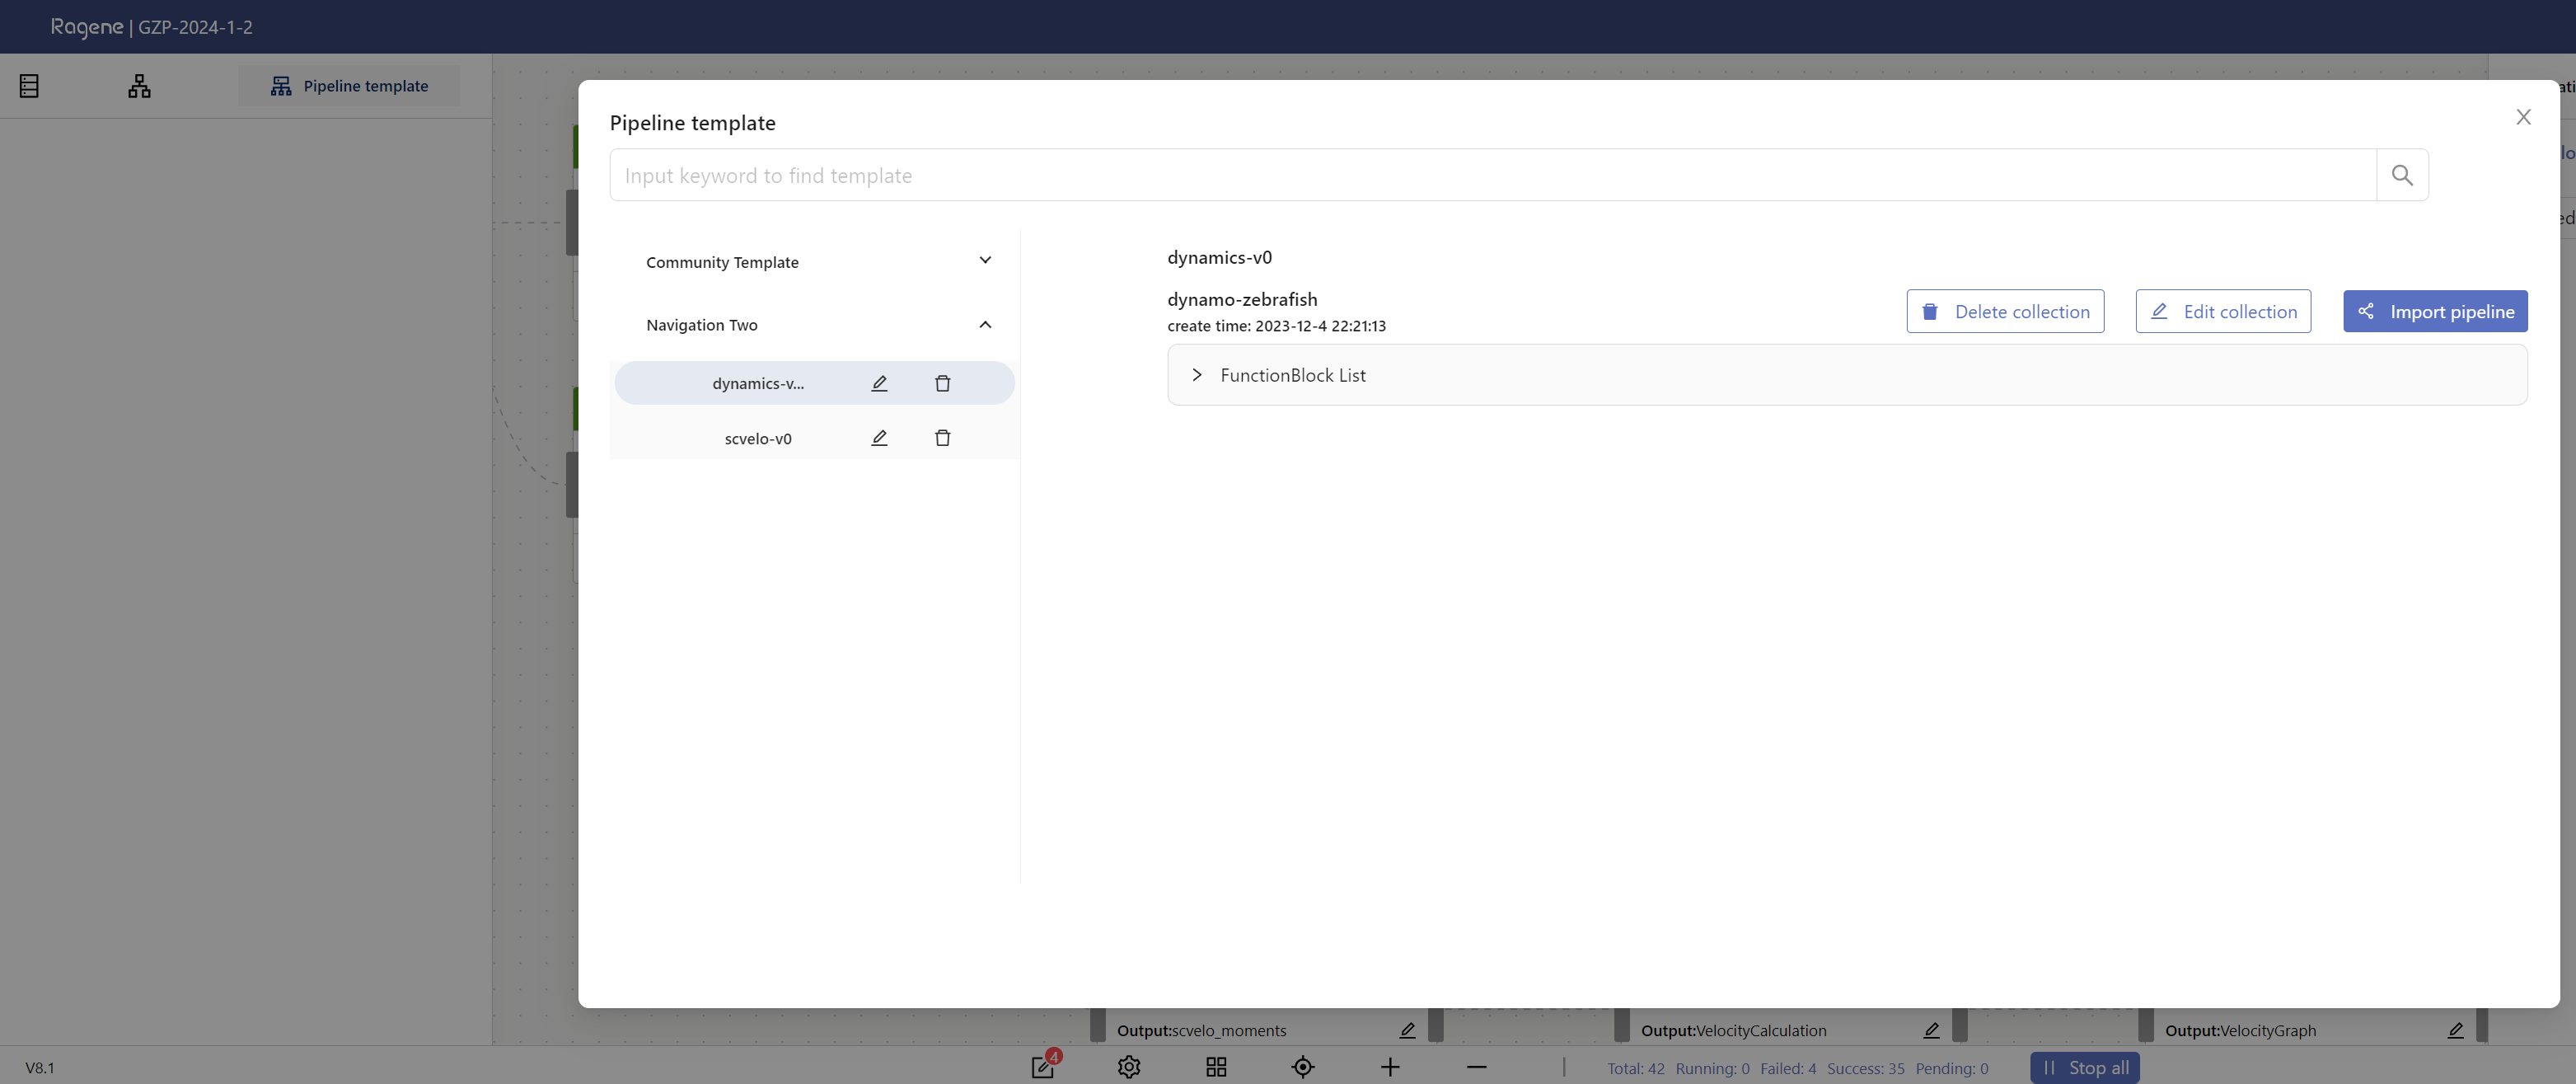 Ragene | GZP-2024-1-2
Pipeline template
Pipeline template
Input keyword to find template
Community Template
Navigation Two
dynamics-v...
scvelo-v0
dynamics-v0
dynamo-zebrafish
create time: 2023-12-4 22:21:13
Delete collection
Edit collection
Import pipeline
FunctionBlock List
Output:scvelo_moments
Output:VelocityCalculation
Output:VelocityGraph
V8.1
4
Total: 42 Running: 0 Failed: 4 Success: 35 Pending: 0
Stop all